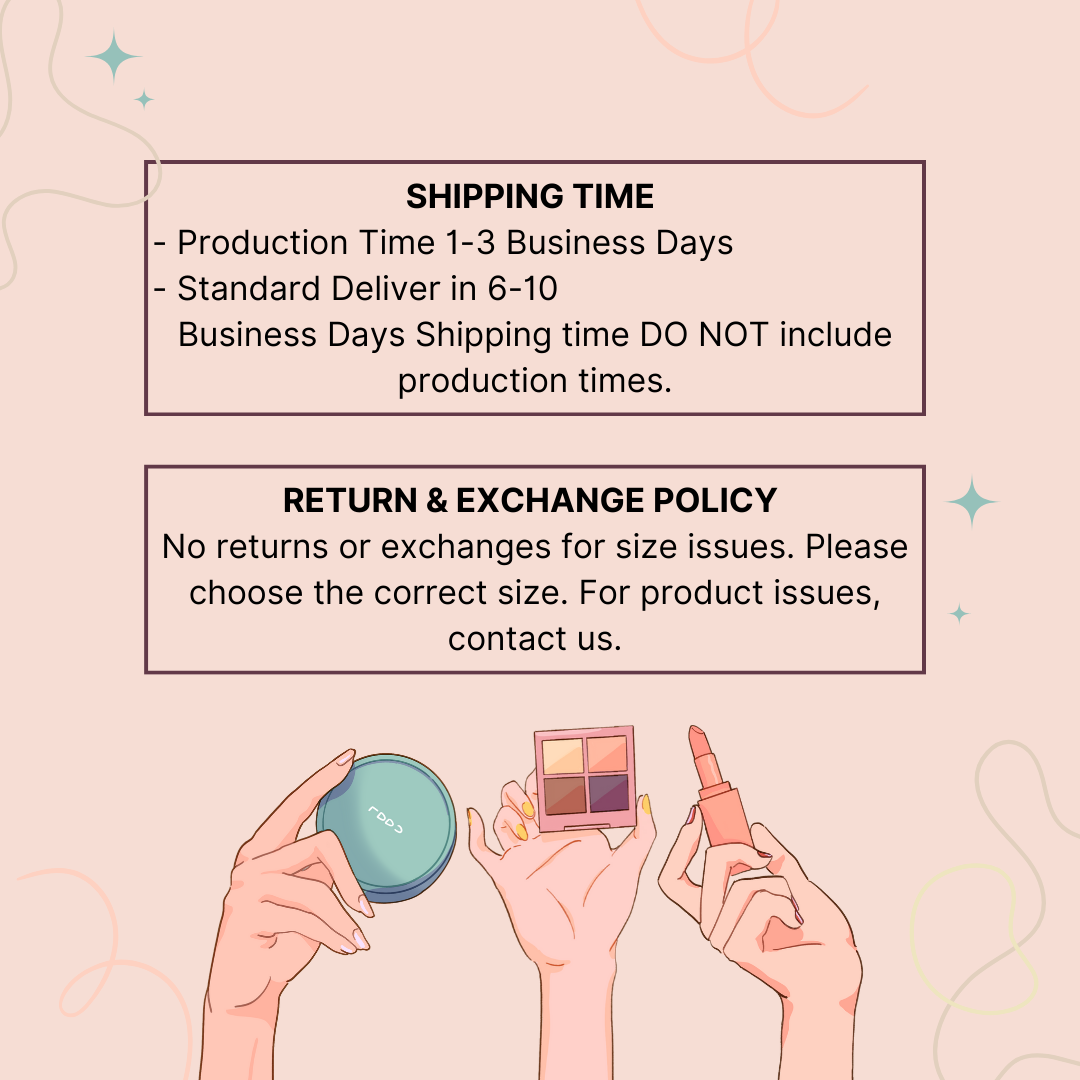 SHIPPING TIME
- Production Time 1-3 Business Days
- Standard Deliver in 6-10
Business Days Shipping time DO NOT include
production times.
RETURN & EXCHANGE POLICY
No returns or exchanges for size issues. Please
choose the correct size. For product issues,
contact us.